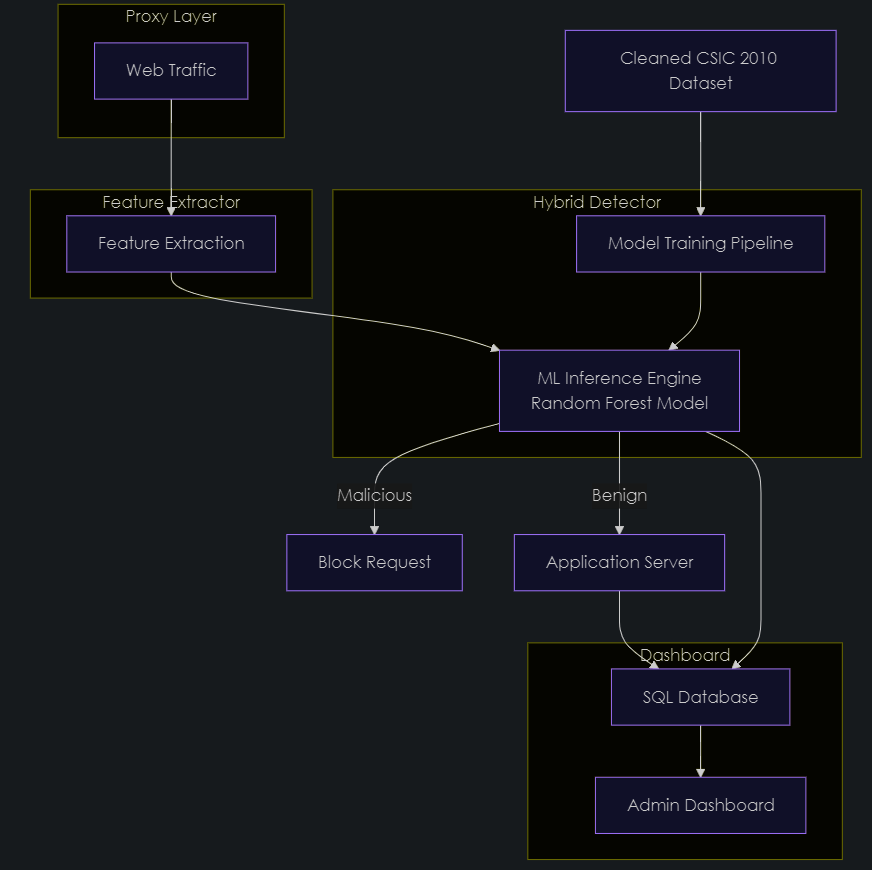 Proxy Layer
Web Traffic
Cleaned CSIC 2010
Dataset
Feature Extractor
Feature Extraction
Hybrid Detector
Model Training Pipeline
ML Inference Engine
Random Forest Model
Malicious
Benign
Block Request
Application Server
Dashboard
SQL Database
Admin Dashboard